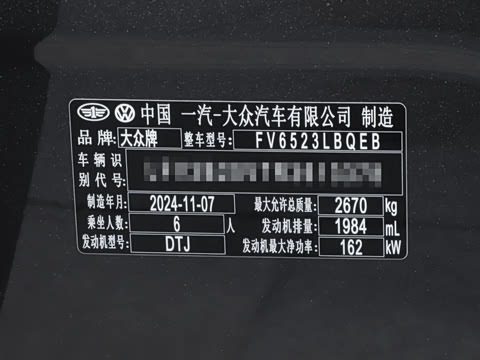 中国 一汽-大众汽车有限公司 制造
品牌: 大众牌 整车型号: FV6523LBQEB
车辆识
别代号:
制造年月: 2024-11-07 最大允许总质量: 2670 kg
乘坐人数: 6 人 发动机排量: 1984 mL
发动机型号: DTJ 发动机最大净功率: 162 kW